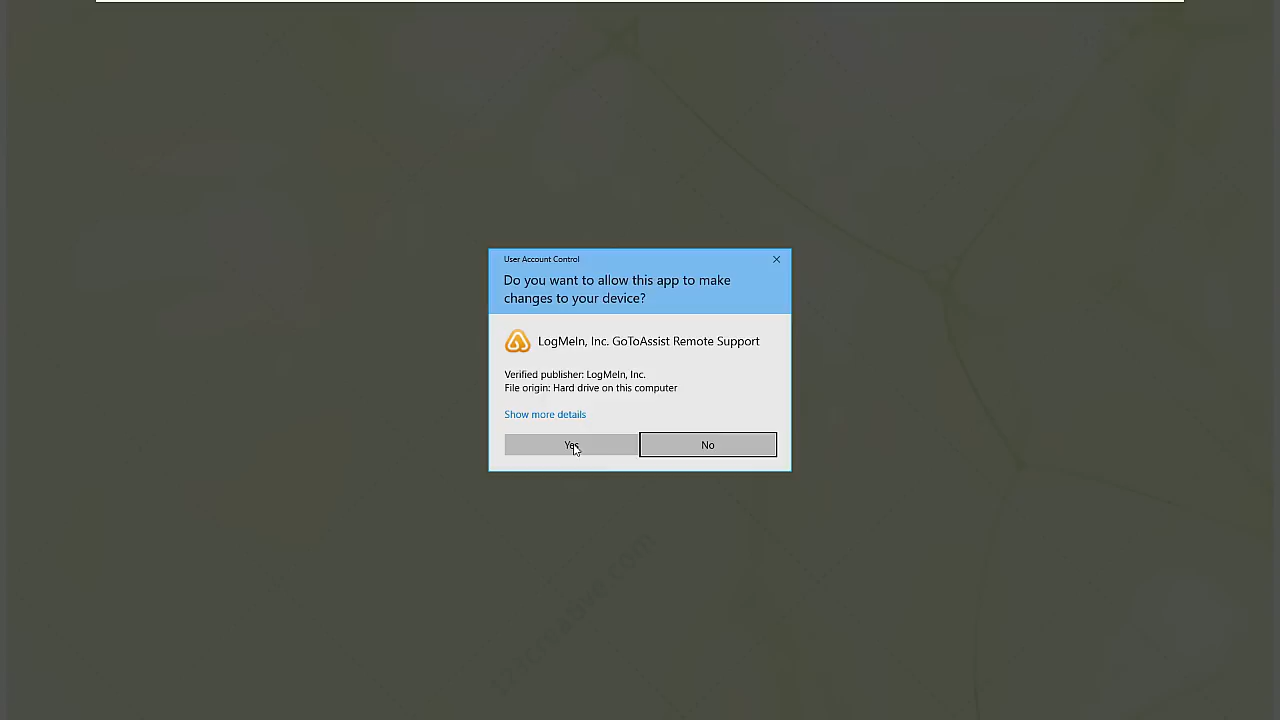 User Account Control
Do you want to allow this app to make
changes to your device?
LogMeIn, Inc. GoToAssist Remote Support
Verified publisher: LogMeIn, Inc.
File origin: Hard drive on this computer
Show more details
Yes
No